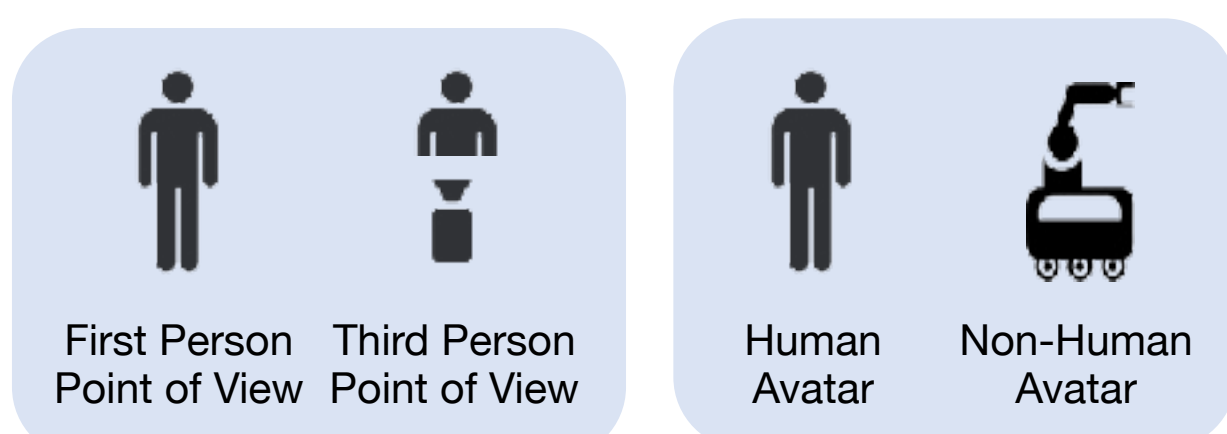 First Person
Point of View
Third Person
Point of View
Human
Avatar
Non-Human
Avatar